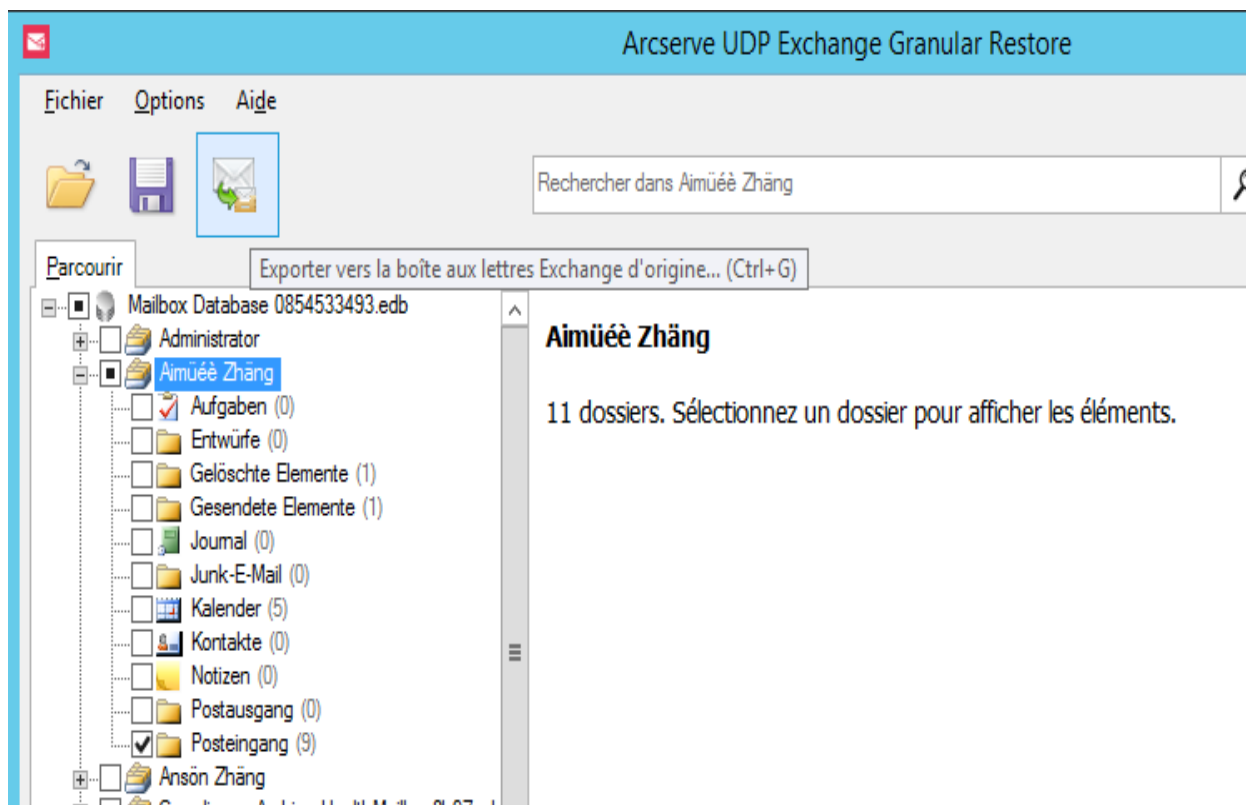 Arcserve UDP Exchange Granular Restore
Fichier Options Aide
Rechercher dans Aimüéè Zhäng
Parcourir
Exporter vers la boîte aux lettres Exchange d'origine... (Ctrl+G)
Mailbox Database 0854533493.edb
Administrator
Aimüéè Zhäng
Aufgaben (0)
Entwürfe (0)
Gelöschte Elemente (1)
Gesendete Elemente (1)
Journal (0)
Junk-E-Mail (0)
Kalender (5)
Kontakte (0)
Notizen (0)
Postausgang (0)
Posteingang (9)
Ansön Zhäng
Aimüéè Zhäng
11 dossiers. Sélectionnez un dossier pour afficher les éléments.